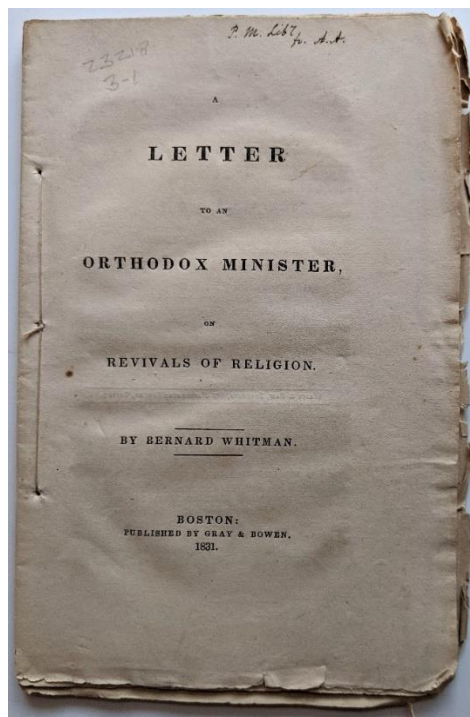 P. M. Lib?
fr. A.A.
23218
3-1
A
LETTER
TO AN
ORTHODOX MINISTER,
ON
REVIVALS OF RELIGION.
BY BERNARD WHITMAN.
BOSTON:
PUBLISHED BY GRAY & BOWEN.
1831.